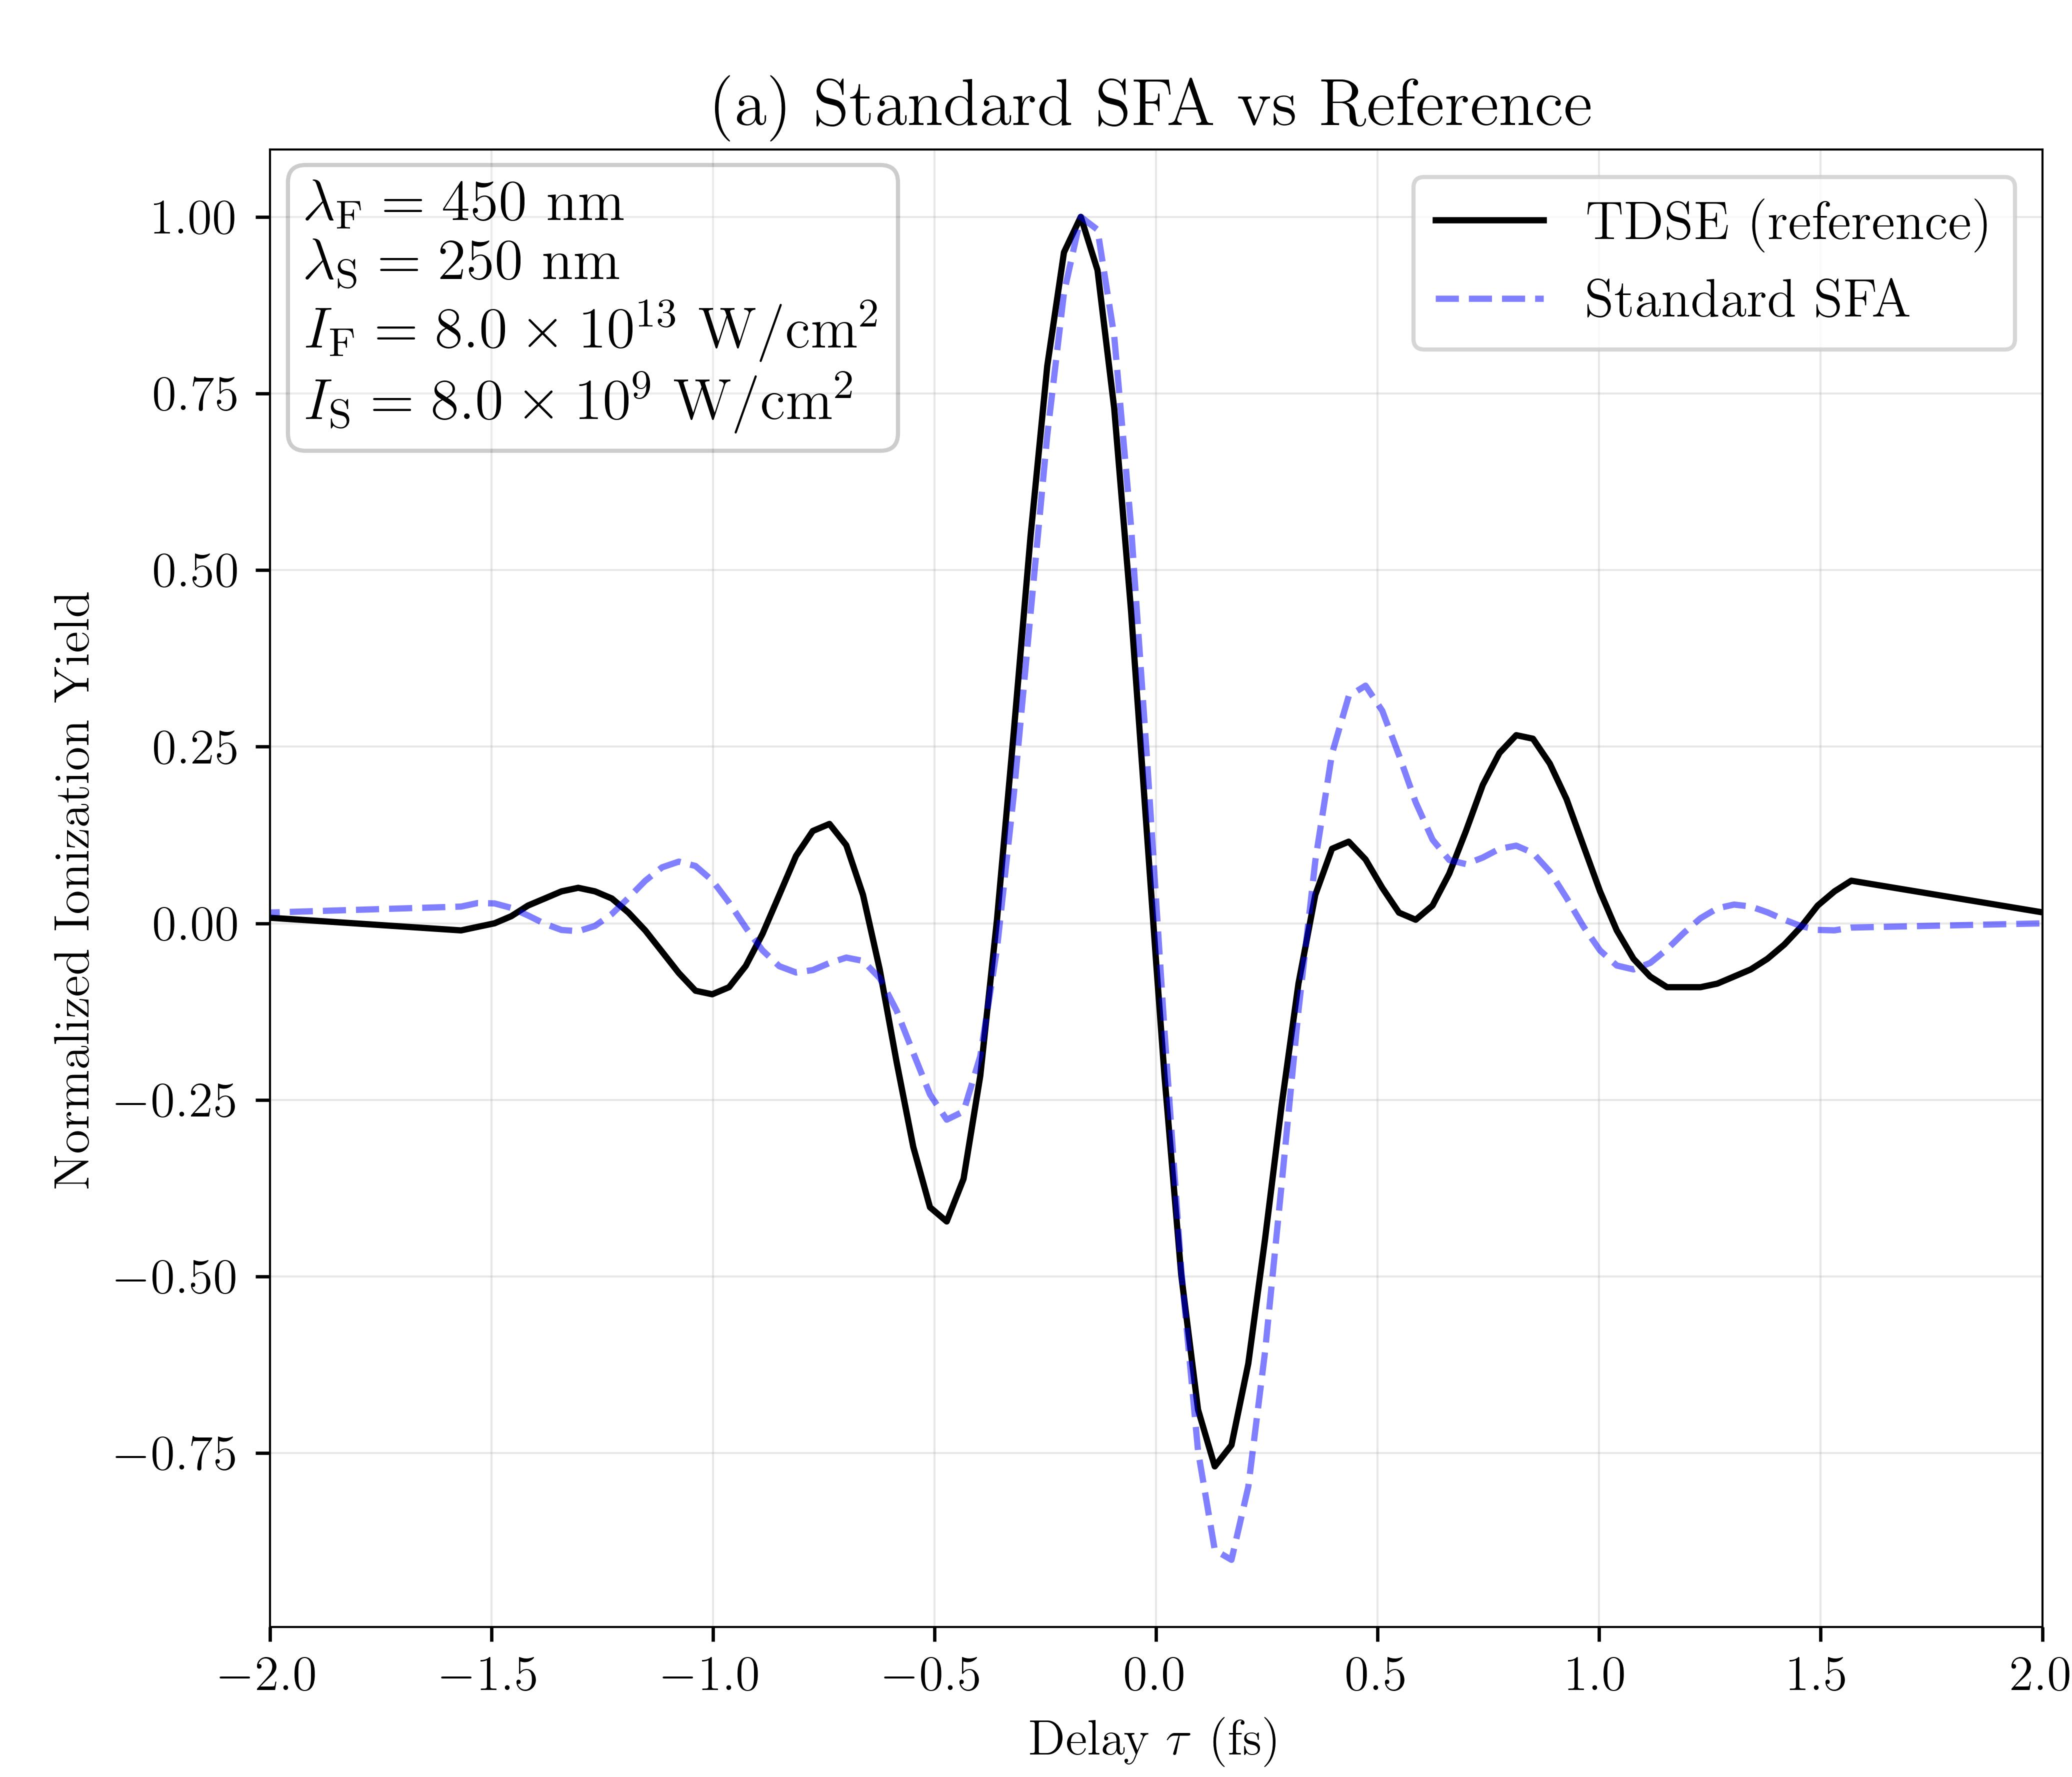 (a) Standard SFA vs Reference
λF = 450 nm
λS = 250 nm
IF = 8.0 × 10¹³ W/cm²
IS = 8.0 × 10⁹ W/cm²
TDSE (reference)
Standard SFA
1.00
0.75
0.50
0.25
0.00
−0.25
−0.50
−0.75
Normalized Ionization Yield
−2.0 −1.5 −1.0 −0.5 0.0 0.5 1.0 1.5 2.0
Delay τ (fs)